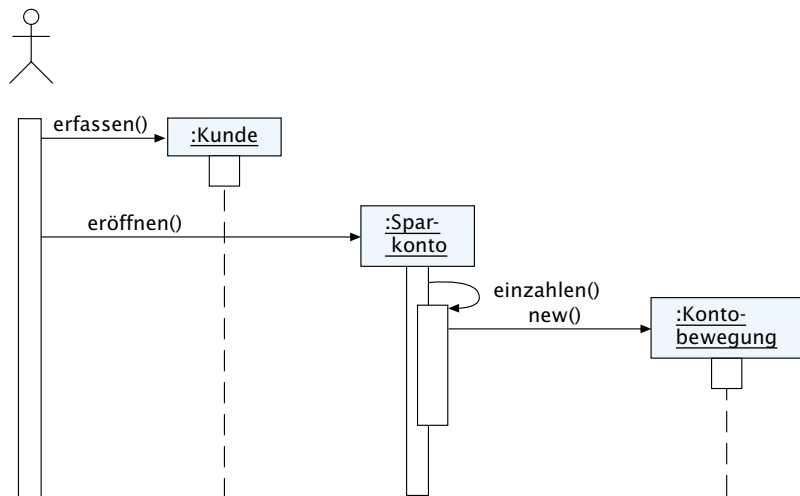 erfassen()
:Kunde
eröffnen()
:Spar-
konto
einzahlen()
new()
:Konto-
bewegung